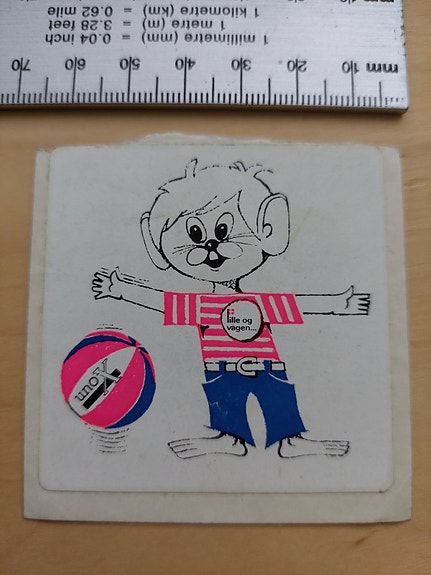 1 millimetre (mm) = 0.04 inch
1 metre (m) = 3.28 feet
1 kilometre (km) = 0.62 mile
mm 10 20 30 40 50 60 70
lille og
vågen...
unoX